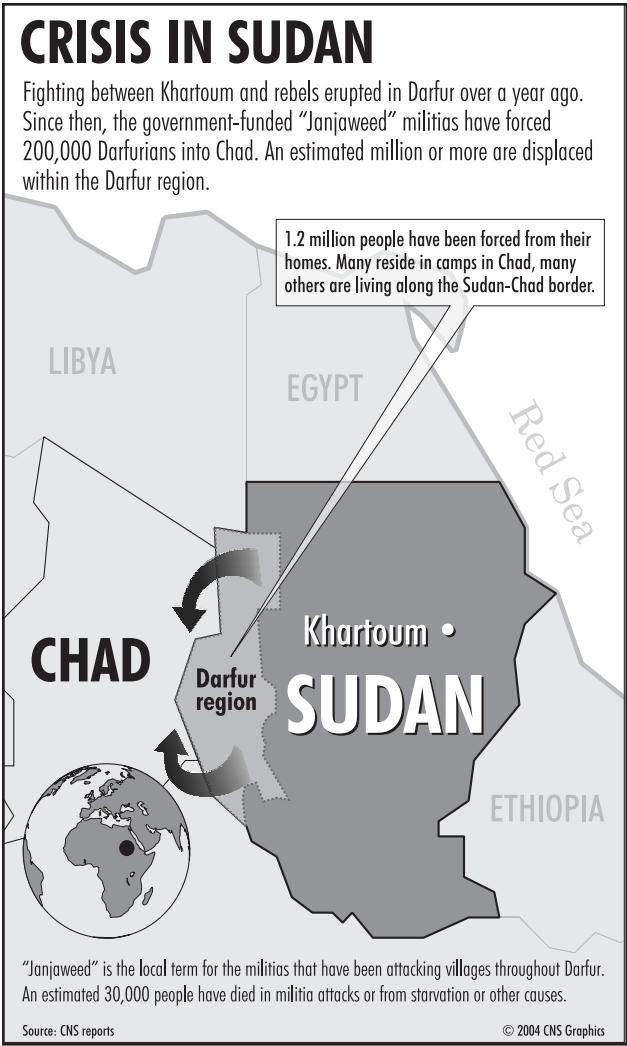 CRISIS IN SUDAN
Fighting between Khartoum and rebels erupted in Darfur over a year ago.
Since then, the government-funded “Janjaweed” militias have forced
200,000 Darfurians into Chad. An estimated million or more are displaced
within the Darfur region.
1.2 million people have been forced from their
homes. Many reside in camps in Chad, many
others are living along the Sudan-Chad border.
LIBYA
EGYPT
Red Sea
Khartoum
CHAD
Darfur
region
SUDAN
ETHIOPIA
“Janjaweed” is the local term for the militias that have been attacking villages throughout Darfur.
An estimated 30,000 people have died in militia attacks or from starvation or other causes.
Source: CNS reports
© 2004 CNS Graphics